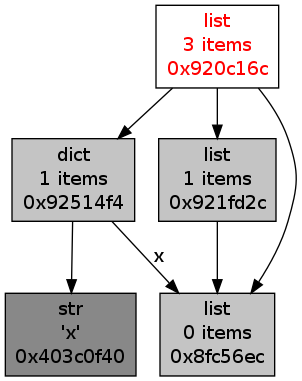 list
3 items
0x920c16c
dict
1 items
0x92514f4
list
1 items
0x921fd2c
x
str
'x'
0x403c0f40
list
0 items
0x8fc56ec